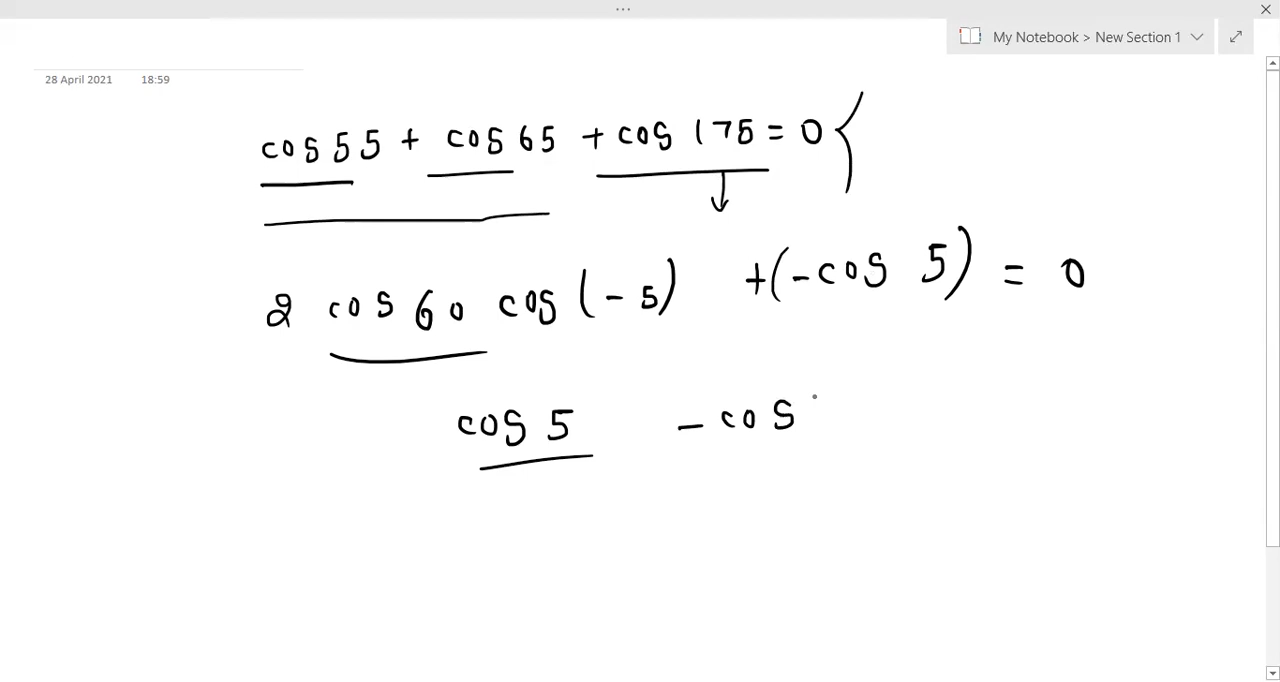 ...
My Notebook > New Section 1
28 April 2021 18:59
cos 55 + cos 65 + cos 175 = 0
2 cos 60 cos (- 5) + (- cos 5) = 0
cos 5 - cos